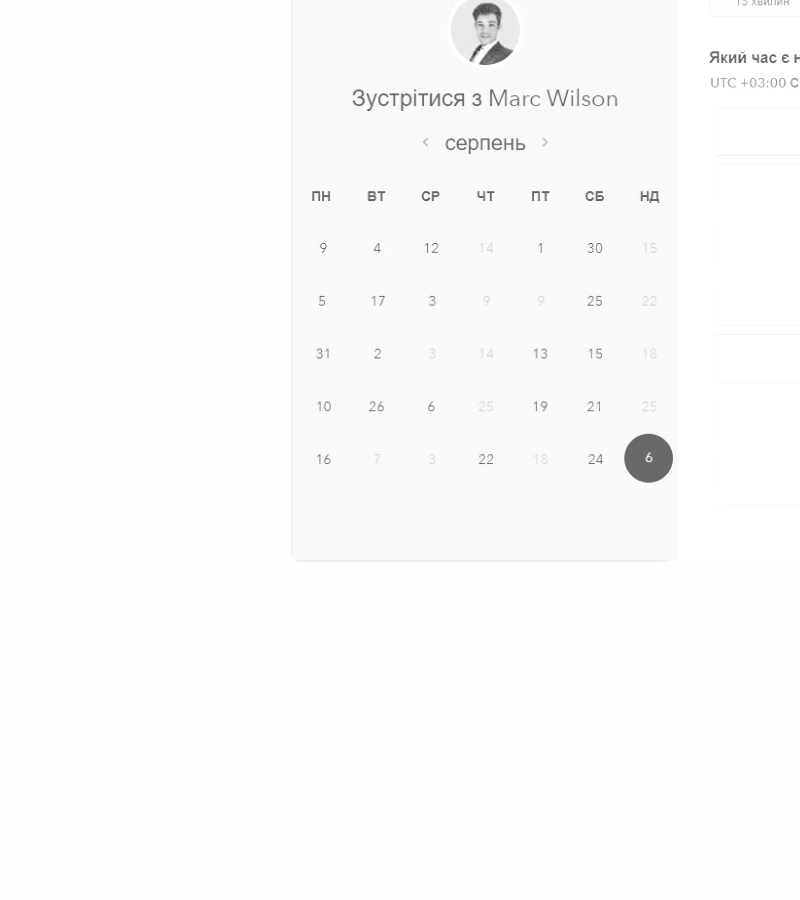 15 хвилин
Зустрітися з Marc Wilson
серпень
ПН ВТ СР ЧТ ПТ СБ НД
9 4 12 14 1 30 15
5 17 3 9 9 25 22
31 2 3 14 13 15 18
10 26 6 25 19 21 25
16 7 3 22 18 24 6
Який час є
UTC +03:00